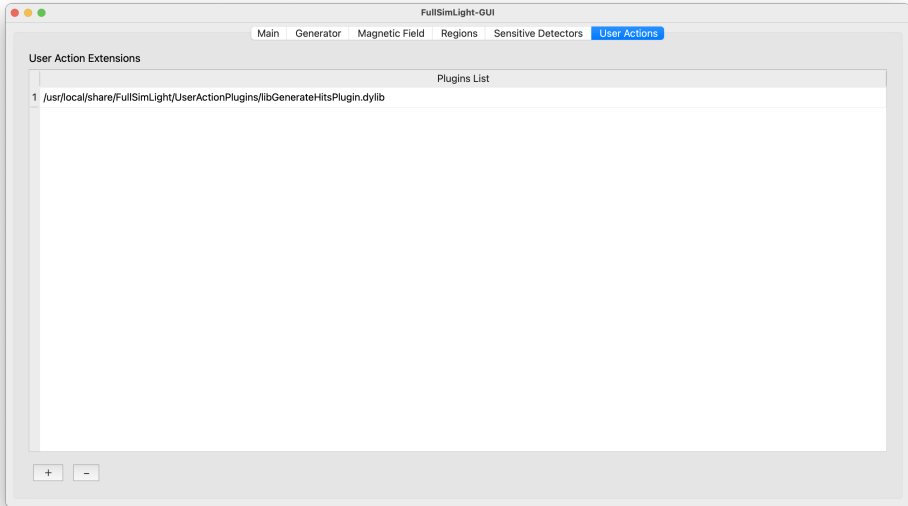 FullSimLight-GUI
Main Generator Magnetic Field Regions Sensitive Detectors User Actions
User Action Extensions
Plugins List
1 /usr/local/share/FullSimLight/UserActionPlugins/libGenerateHitsPlugin.dylib
+ -